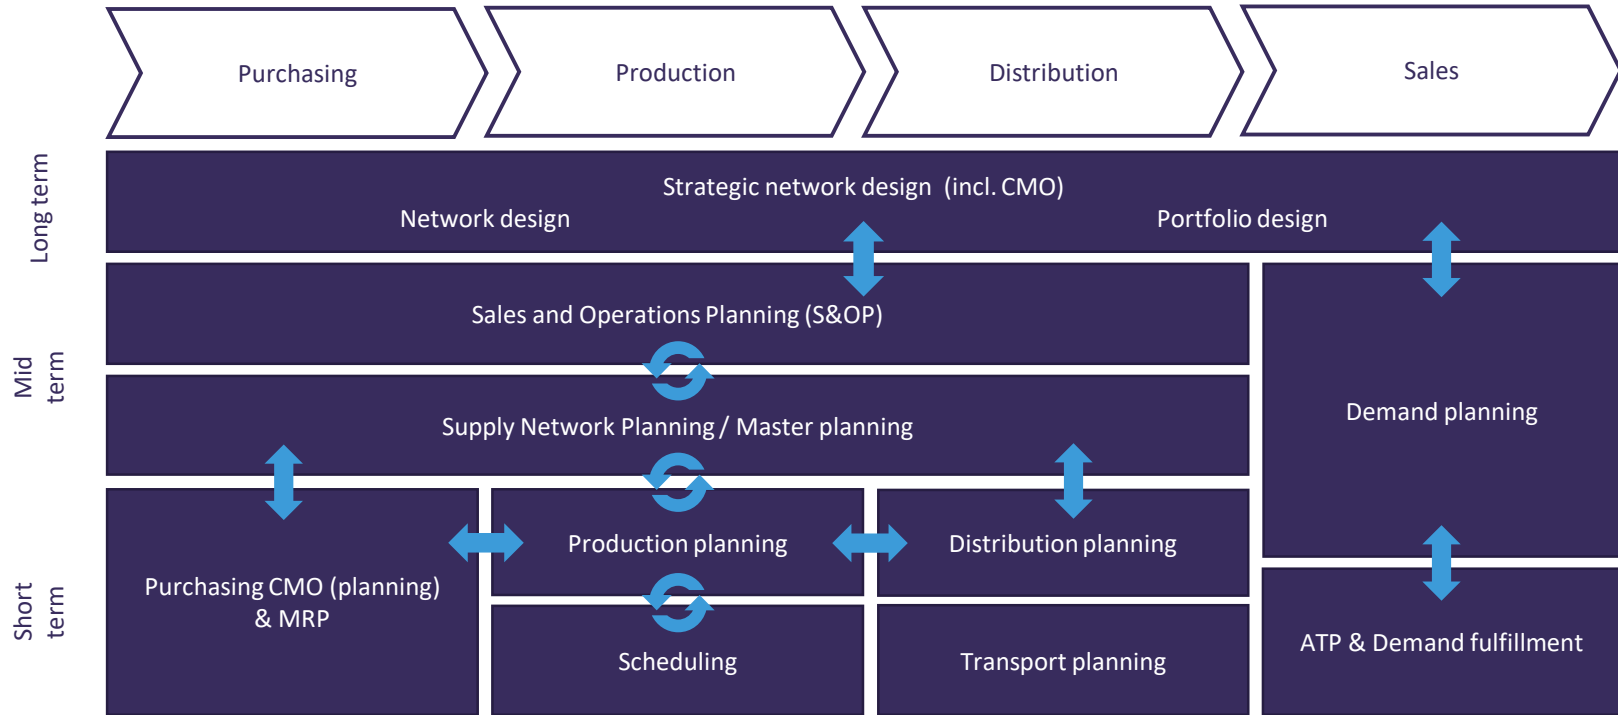 Purchasing
Production
Distribution
Sales
Long term
Strategic network design (incl. CMO)
Network design
Portfolio design
Mid
term
Sales and Operations Planning (S&OP)
Supply Network Planning / Master planning
Demand planning
Short
term
Purchasing CMO (planning)
& MRP
Production planning
Distribution planning
Scheduling
Transport planning
ATP & Demand fulfillment